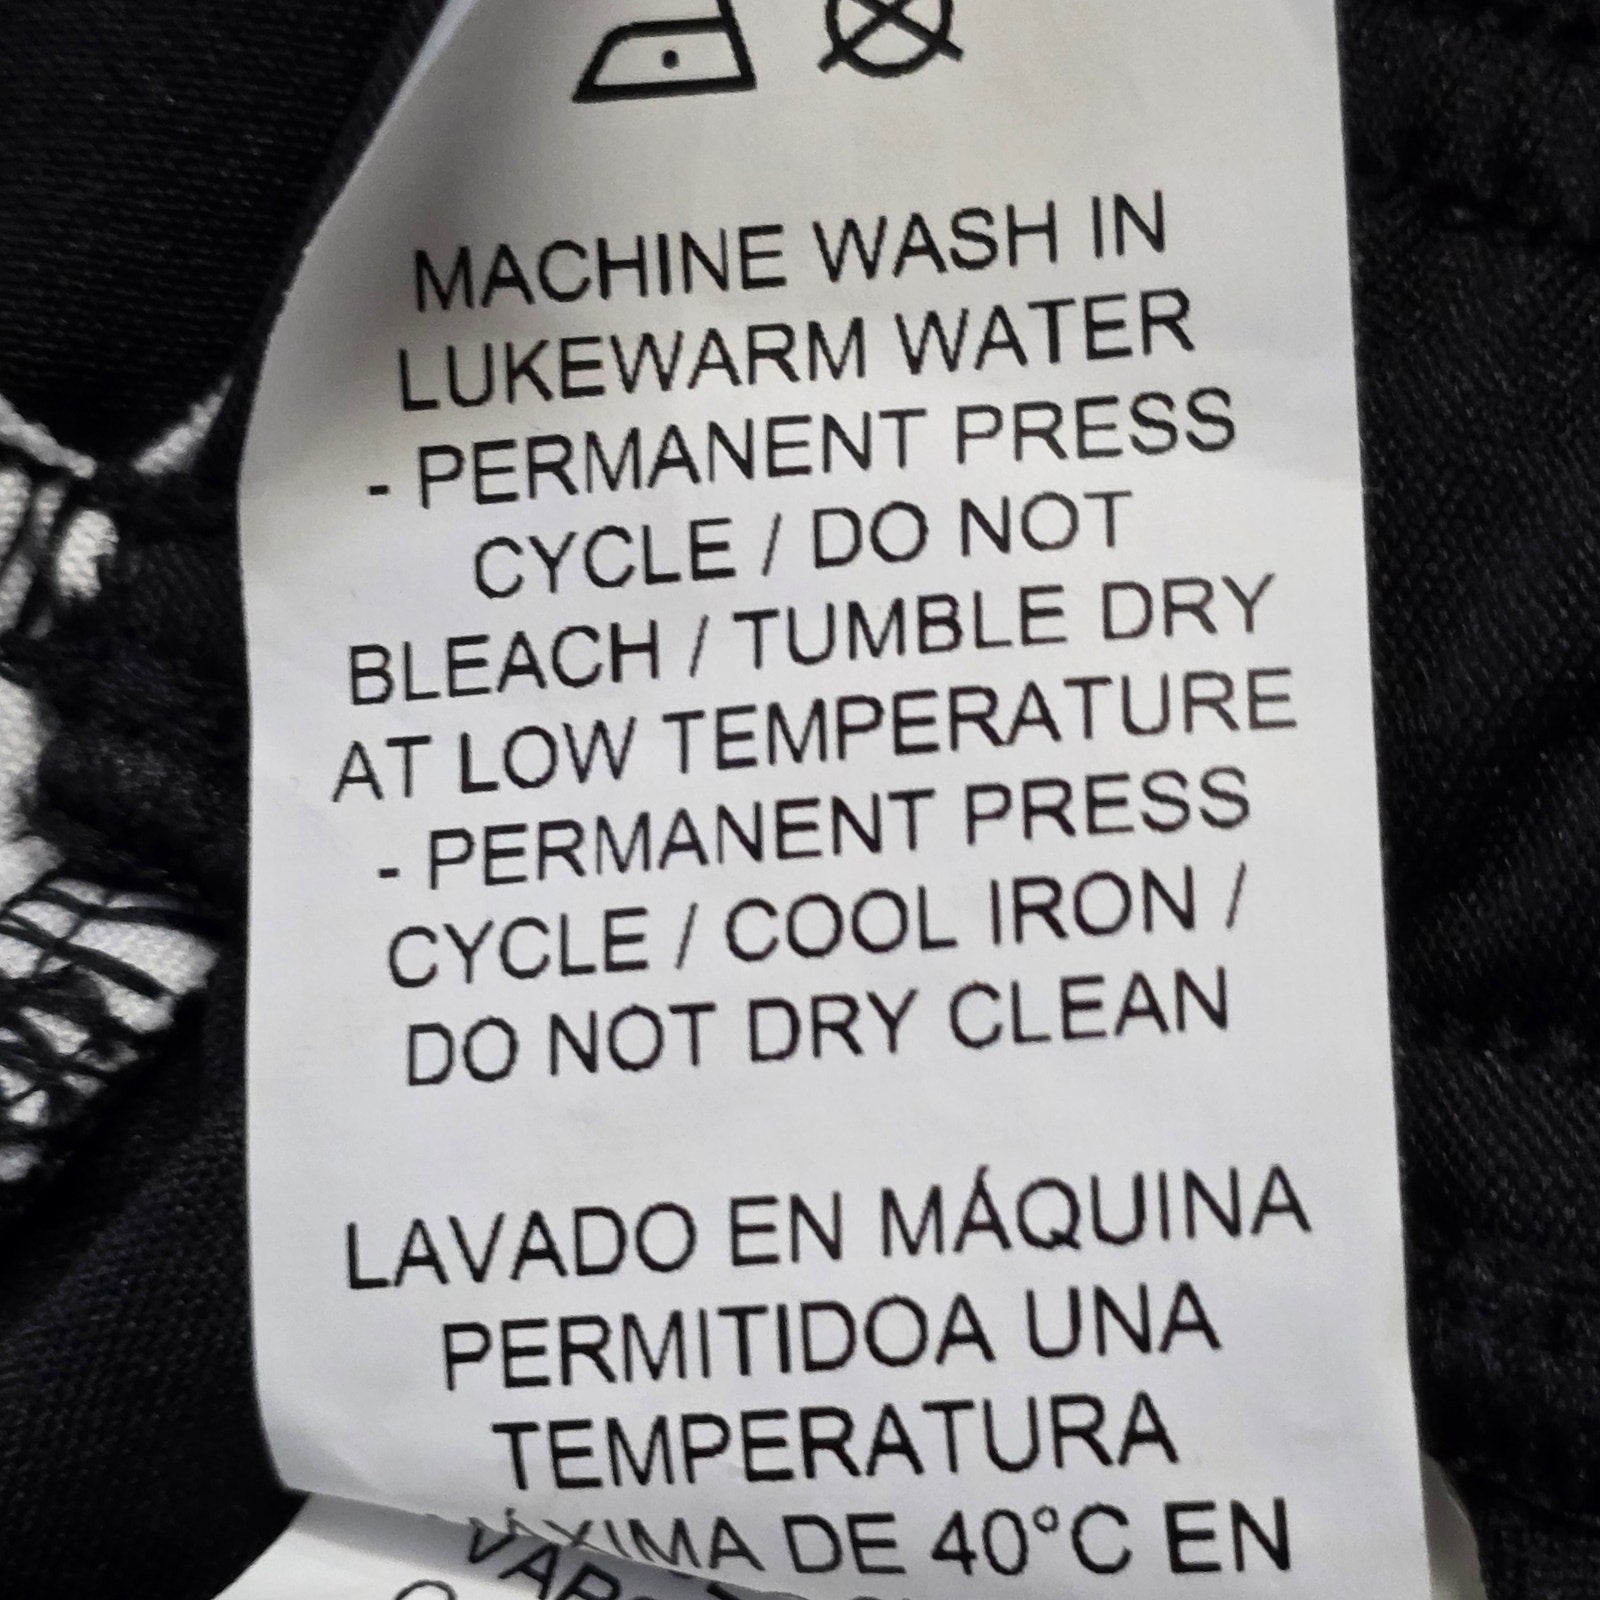 MACHINE WASH IN
LUKEWARM WATER
- PERMANENT PRESS
CYCLE / DO NOT
BLEACH / TUMBLE DRY
AT LOW TEMPERATURE
- PERMANENT PRESS
CYCLE / COOL IRON /
DO NOT DRY CLEAN
LAVADO EN MÁQUINA
PERMITIDOA UNA
TEMPERATURA
MÁXIMA DE 40°C EN